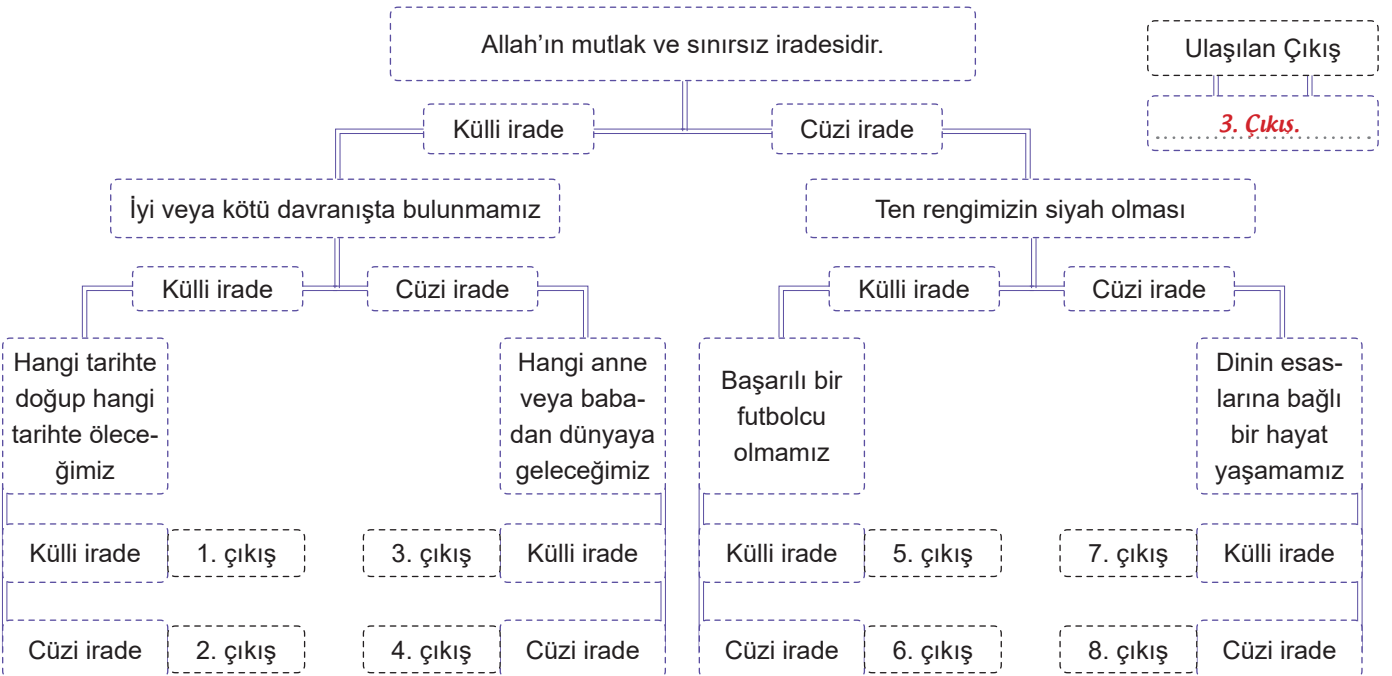 Allah’ın mutlak ve sınırsız iradesidir.
Ulaşılan Çıkış
3. Çıkış.
Külli irade
Cüzi irade
İyi veya kötü davranışta bulunmamız
Ten rengimizin siyah olması
Külli irade
Cüzi irade
Külli irade
Cüzi irade
Hangi tarihte
doğup hangi
tarihte ölece-
ğimiz
Hangi anne
veya baba-
dan dünyaya
geleceğimiz
Başarılı bir
futbolcu
olmamız
Dinin esas-
larına bağlı
bir hayat
yaşamamız
Külli irade
1. çıkış
3. çıkış
Külli irade
Külli irade
5. çıkış
7. çıkış
Külli irade
Cüzi irade
2. çıkış
4. çıkış
Cüzi irade
Cüzi irade
6. çıkış
8. çıkış
Cüzi irade